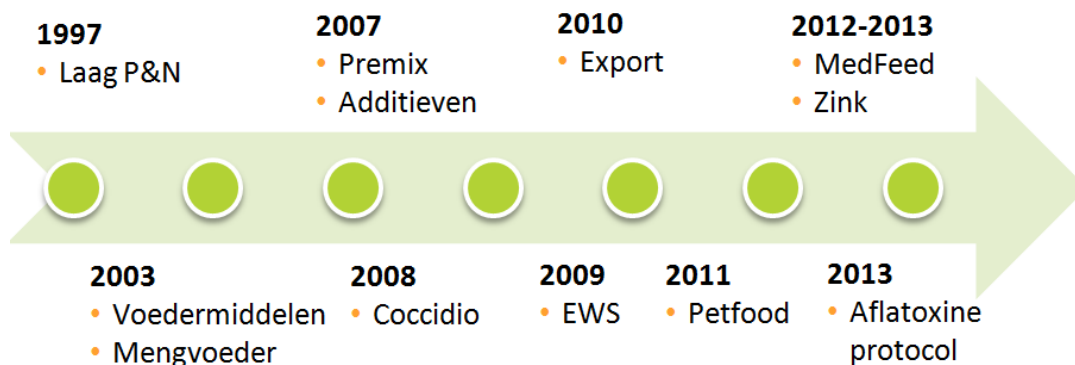 1997
• Laag P&N
2007
• Premix
• Additieven
2010
• Export
2012-2013
• MedFeed
• Zink
2003
• Voedermiddelen
• Mengvoeder
2008
• Coccidio
2009
• EWS
2011
• Petfood
2013
• Aflatoxine
protocol